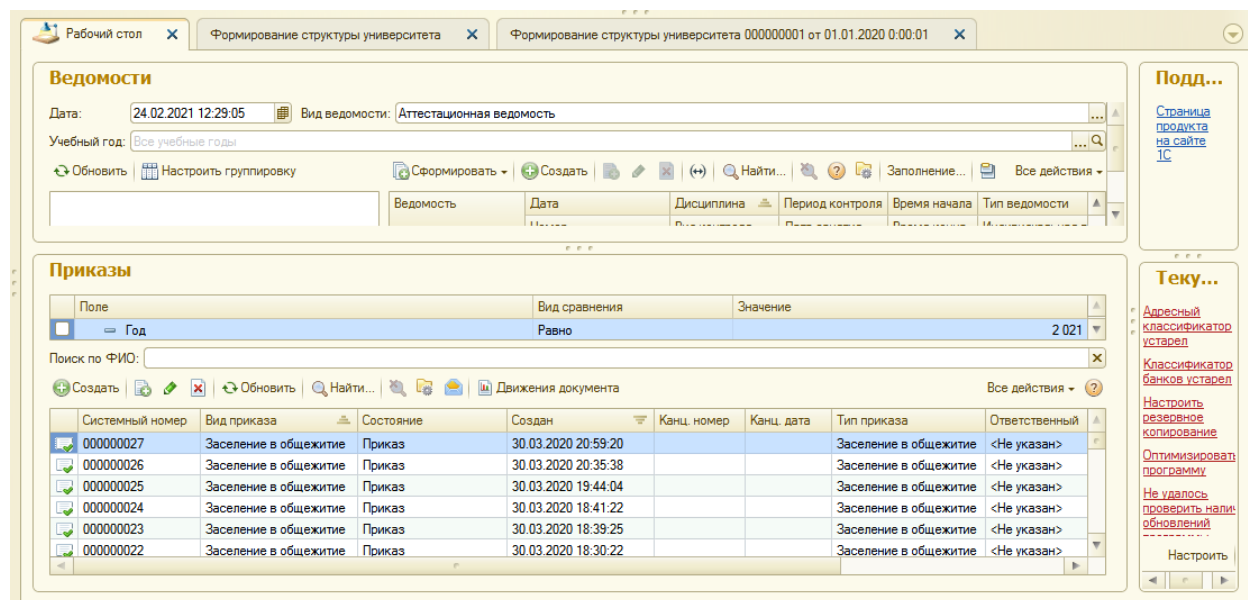 Рабочий стол
Формирование структуры университета
Формирование структуры университета 000000001 от 01.01.2020 0:00:01
Ведомости
Дата: 24.02.2021 12:29:05 Вид ведомости: Аттестационная ведомость ...
Учебный год: Все учебные годы ...
Обновить Настроить группировку Сформировать Создать Найти... Заполнение... Все действия
Ведомость Дата Дисциплина Период контроля Время начала Тип ведомости
Приказы
Поле Вид сравнения Значение
Год Равно 2 021
Поиск по ФИО:
Создать Обновить Найти... Движения документа Все действия
Системный номер Вид приказа Состояние Создан Канц. номер Канц. дата Тип приказа Ответственный
000000027 Заселение в общежитие Приказ 30.03.2020 20:59:20 Заселение в общежитие <Не указан>
000000026 Заселение в общежитие Приказ 30.03.2020 20:35:38 Заселение в общежитие <Не указан>
000000025 Заселение в общежитие Приказ 30.03.2020 19:44:04 Заселение в общежитие <Не указан>
000000024 Заселение в общежитие Приказ 30.03.2020 18:41:22 Заселение в общежитие <Не указан>
000000023 Заселение в общежитие Приказ 30.03.2020 18:39:25 Заселение в общежитие <Не указан>
000000022 Заселение в общежитие Приказ 30.03.2020 18:30:22 Заселение в общежитие <Не указан>
Подд...
Страница
продукта
на сайте
1С
Теку...
Адресный
классификатор
устарел
Классификатор
банков устарел
Настроить
резервное
копирование
Оптимизировать
программу
Не удалось
проверить налич
обновлений
Настроить